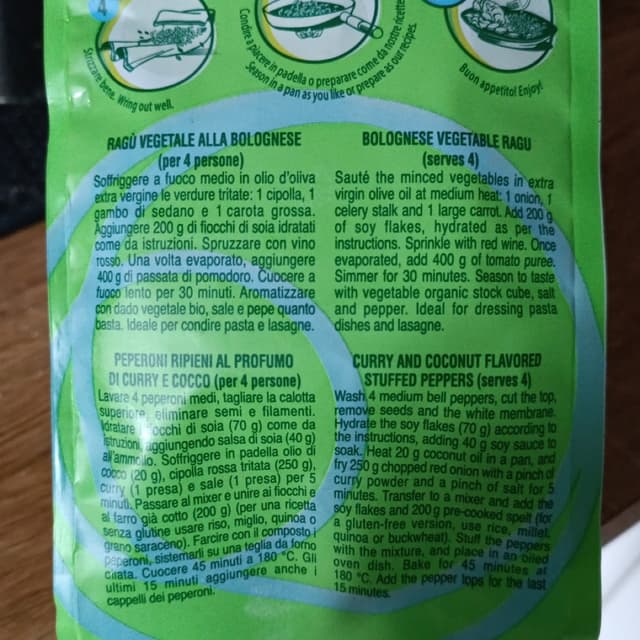 4
Strizzare bene. Wring out well.
Condire a piacere in padella o preparare come da nostre ricette.
Season in a pan as you like or prepare as our recipes.
Buon appetito! Enjoy!
RAGÙ VEGETALE ALLA BOLOGNESE
(per 4 persone)
Soffriggere a fuoco medio in olio d'oliva
extra vergine le verdure tritate: 1 cipolla, 1
gambo di sedano e 1 carota grossa.
Aggiungere 200 g di fiocchi di soia idratati
come da istruzioni. Spruzzare con vino
rosso. Una volta evaporato, aggiungere
400 g di passata di pomodoro. Cuocere a
fuoco lento per 30 minuti. Aromatizzare
con dado vegetale bio, sale e pepe quanto
basta. Ideale per condire pasta e lasagne.
BOLOGNESE VEGETABLE RAGU
(serves 4)
Sauté the minced vegetables in extra
virgin olive oil at medium heat: 1 onion, 1
celery stalk and 1 large carrot. Add 200 g
of soy flakes, hydrated as per the
instructions. Sprinkle with red wine. Once
evaporated, add 400 g of tomato puree.
Simmer for 30 minutes. Season to taste
with vegetable organic stock cube, salt
and pepper. Ideal for dressing pasta
dishes and lasagne.
PEPERONI RIPIENI AL PROFUMO
DI CURRY E COCCO (per 4 persone)
Lavare 4 peperoni medi, tagliare la calotta
superiore, eliminare semi e filamenti.
Idratare i fiocchi di soia (70 g) come da
istruzioni, aggiungendo salsa di soia (40 g)
all'ammollo. Soffriggere in padella olio di
cocco (20 g), cipolla rossa tritata (250 g),
curry (1 presa) e sale (1 presa) per 5
minuti. Passare al mixer e unire ai fiocchi e
al farro già cotto (200 g) (per una ricetta
senza glutine usare riso, miglio, quinoa o
grano saraceno). Farcire con il composto i
peperoni, sistemarli su una teglia da forno
oliata. Cuocere 45 minuti a 180 °C. Gli
ultimi 15 minuti aggiungere anche i
cappelli dei peperoni.
CURRY AND COCONUT FLAVORED
STUFFED PEPPERS (serves 4)
Wash 4 medium bell peppers, cut the top,
remove seeds and the white membrane.
Hydrate the soy flakes (70 g) according to
the instructions, adding 40 g soy sauce to
soak. Heat 20 g coconut oil in a pan, and
fry 250 g chopped red onion with a pinch of
curry powder and a pinch of salt for 5
minutes. Transfer to a mixer and add the
soy flakes and 200 g pre-cooked spelt (for
a gluten-free version, use rice, millet,
quinoa or buckwheat). Stuff the peppers
with the mixture, and place in an oiled
oven dish. Bake for 45 minutes at
180 °C. Add the pepper tops for the last
15 minutes.